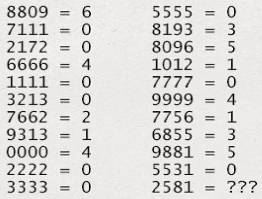 8809 = 6
7111 = 0
2172 = 0
6666 = 4
1111 = 0
3213 = 0
7662 = 2
9313 = 1
0000 = 4
2222 = 0
3333 = 0
5555 = 0
8193 = 3
8096 = 5
1012 = 1
7777 = 0
9999 = 4
7756 = 1
6855 = 3
9881 = 5
5531 = 0
2581 = ???